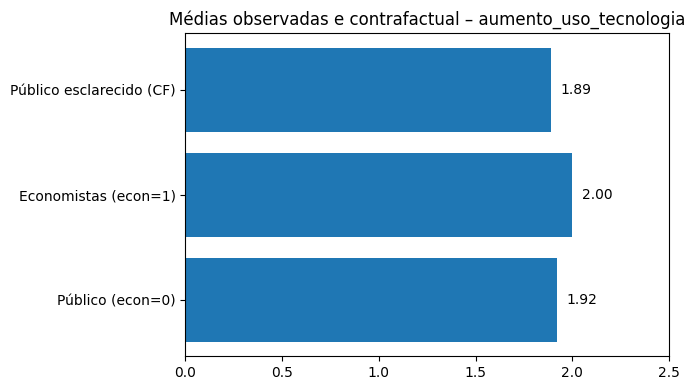 Médias observadas e contrafactual – aumento_uso_tecnologia
Público esclarecido (CF)
1.89
Economistas (econ=1)
2.00
Público (econ=0)
1.92
0.0 0.5 1.0 1.5 2.0 2.5